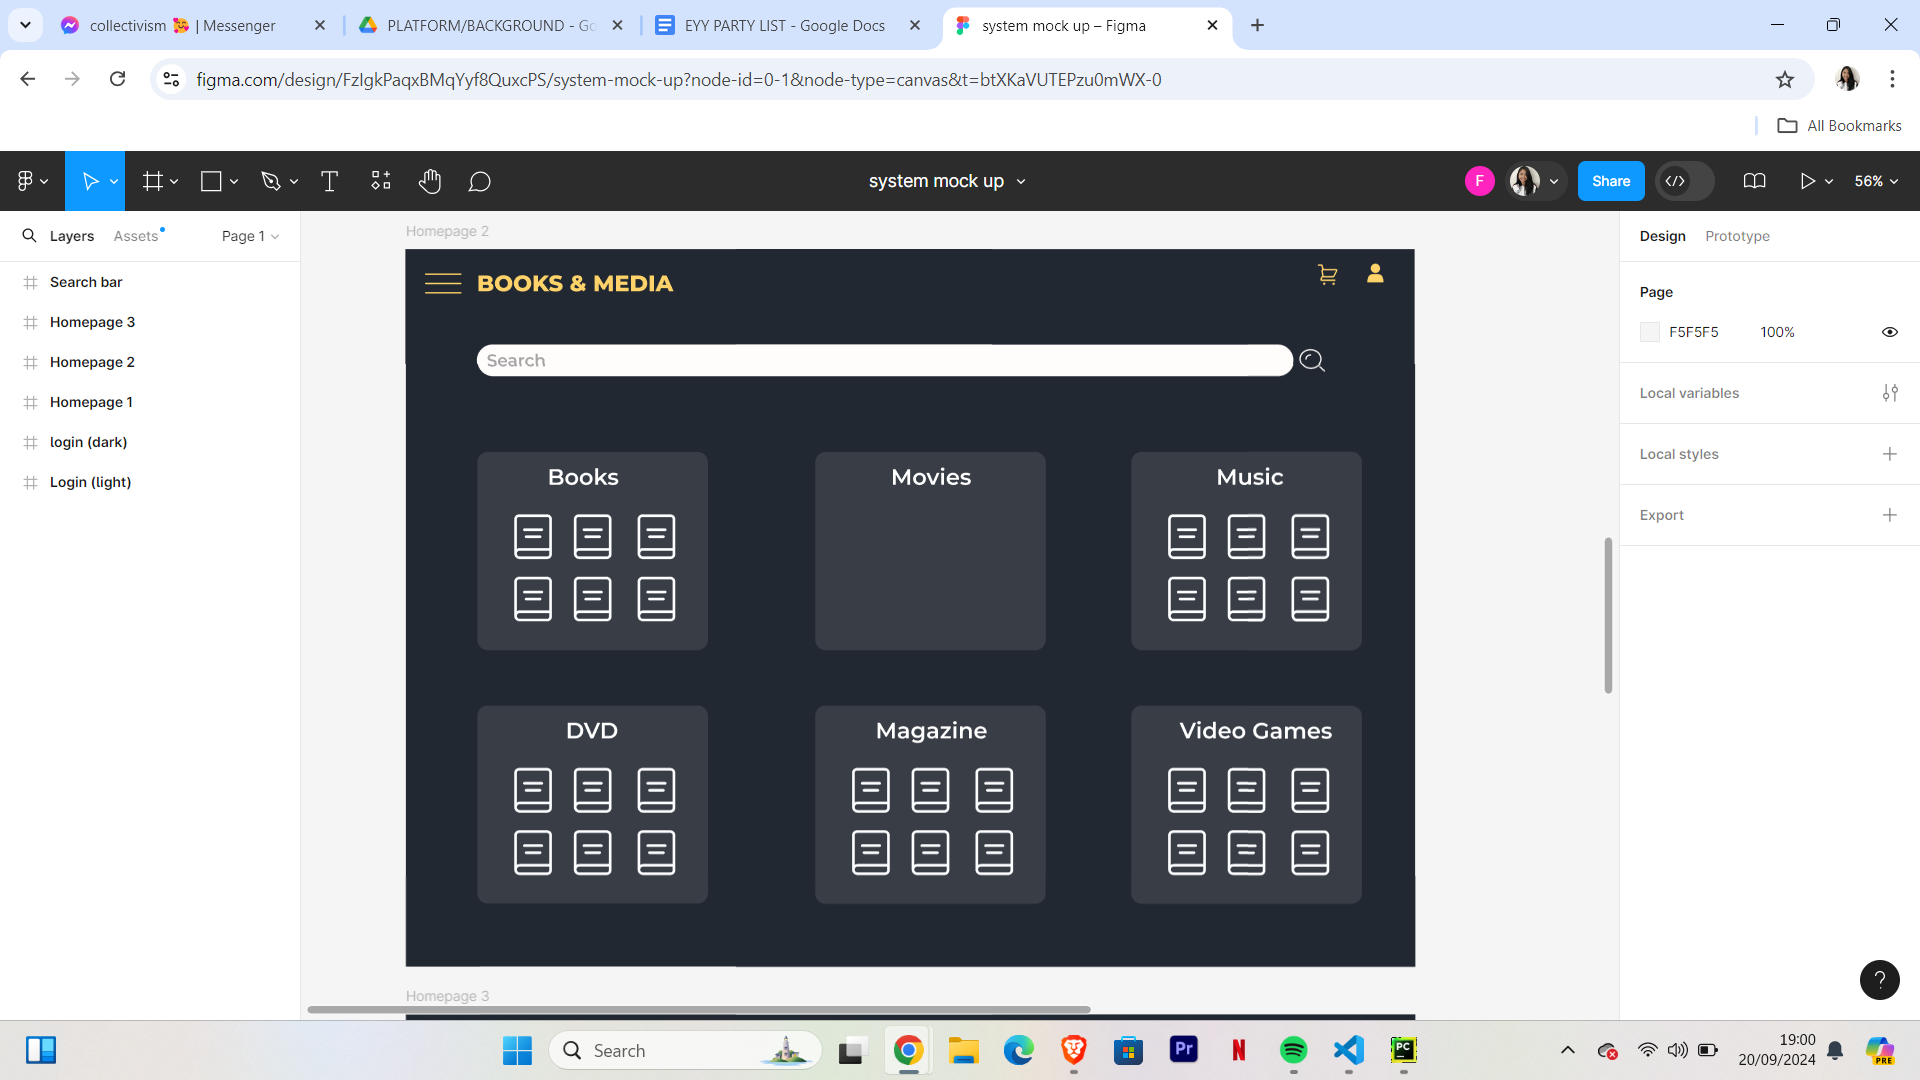 collectivism 🥰 | Messenger
PLATFORM/BACKGROUND - Go
EYY PARTY LIST - Google Docs
system mock up – Figma
figma.com/design/FzIgkPaqxBMqYyf8QuxcPS/system-mock-up?node-id=0-1&node-type=canvas&t=btXKaVUTEPzu0mWX-0
All Bookmarks
system mock up
F
Share
56%
Layers
Assets
Page 1
Search bar
Homepage 3
Homepage 2
Homepage 1
login (dark)
Login (light)
Homepage 2
BOOKS & MEDIA
Search
Books
Movies
Music
DVD
Magazine
Video Games
Homepage 3
Design
Prototype
Page
F5F5F5
100%
Local variables
Local styles
Export
?
Search
Pr
N
PC
19:00
20/09/2024
PRE